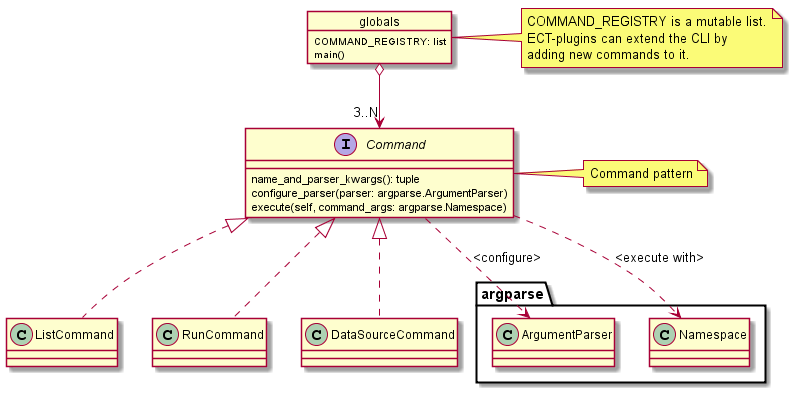 globals
COMMAND_REGISTRY: list
main()
COMMAND_REGISTRY is a mutable list.
ECT-plugins can extend the CLI by
adding new commands to it.
3..N
I
Command
name_and_parser_kwargs(): tuple
configure_parser(parser: argparse.ArgumentParser)
execute(self, command_args: argparse.Namespace)
Command pattern
<configure>
<execute with>
argparse
C ListCommand
C RunCommand
C DataSourceCommand
C ArgumentParser
C Namespace